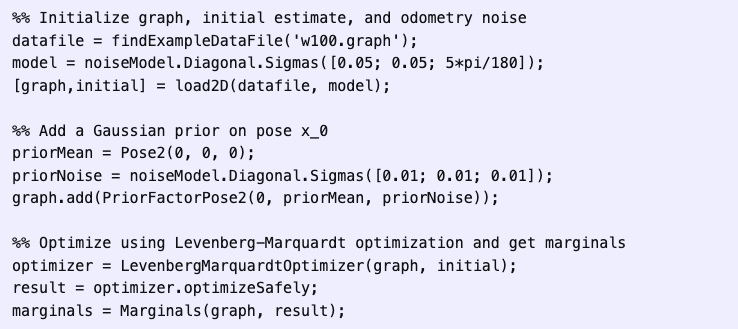 %% Initialize graph, initial estimate, and odometry noise
datafile = findExampleDataFile('w100.graph');
model = noiseModel.Diagonal.Sigmas([0.05; 0.05; 5*pi/180]);
[graph,initial] = load2D(datafile, model);

%% Add a Gaussian prior on pose x_0
priorMean = Pose2(0, 0, 0);
priorNoise = noiseModel.Diagonal.Sigmas([0.01; 0.01; 0.01]);
graph.add(PriorFactorPose2(0, priorMean, priorNoise));

%% Optimize using Levenberg-Marquardt optimization and get marginals
optimizer = LevenbergMarquardtOptimizer(graph, initial);
result = optimizer.optimizeSafely;
marginals = Marginals(graph, result);